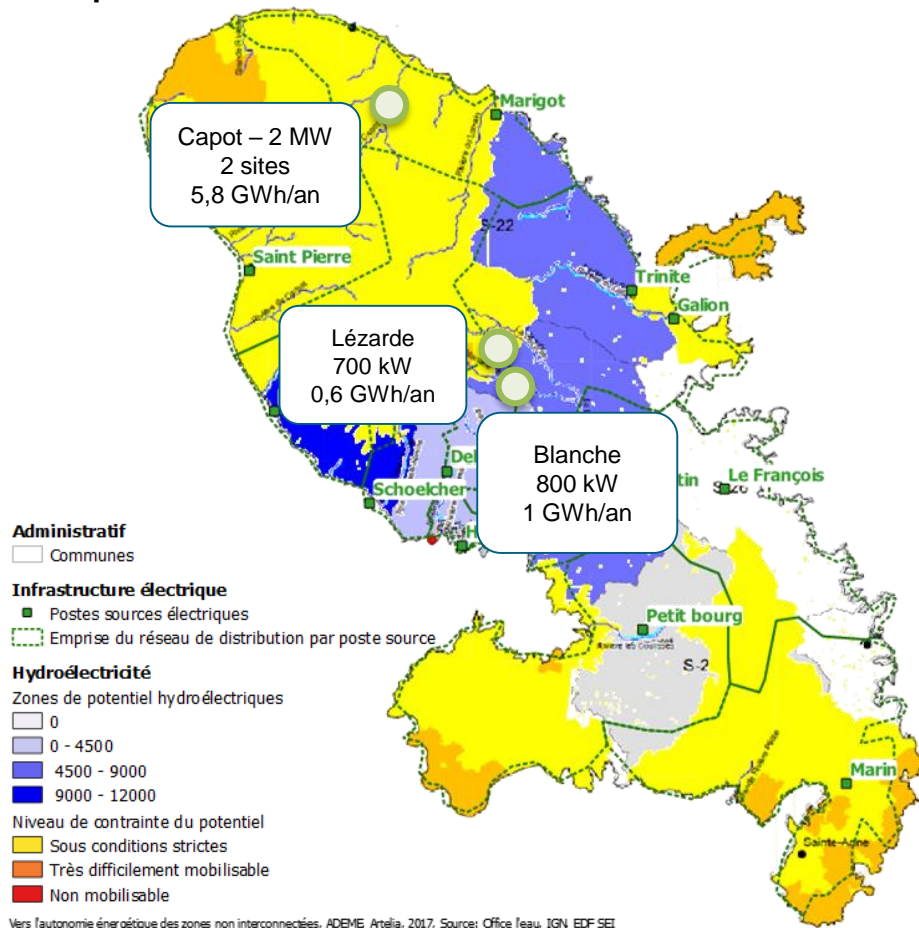 Marigot
Capot – 2 MW
2 sites
5,8 GWh/an
S-22
Saint Pierre
Trinite
Galion
Lézarde
700 kW
0,6 GWh/an
Blanche
800 kW
1 GWh/an
Le François
Schoelcher
Petit bourg
S-2
Marin
Administratif
Communes
Infrastructure électrique
Postes sources électriques
Emprise du réseau de distribution par poste source
Hydroélectricité
Zones de potentiel hydroélectriques
0
0 - 4500
4500 - 9000
9000 - 12000
Niveau de contrainte du potentiel
Sous conditions strictes
Très difficilement mobilisable
Non mobilisable
Vers l'autonomie énergétique des zones non interconnectées, ADEME, Artelia, 2017, Source: Office l'eau, IGN, EDF SEI